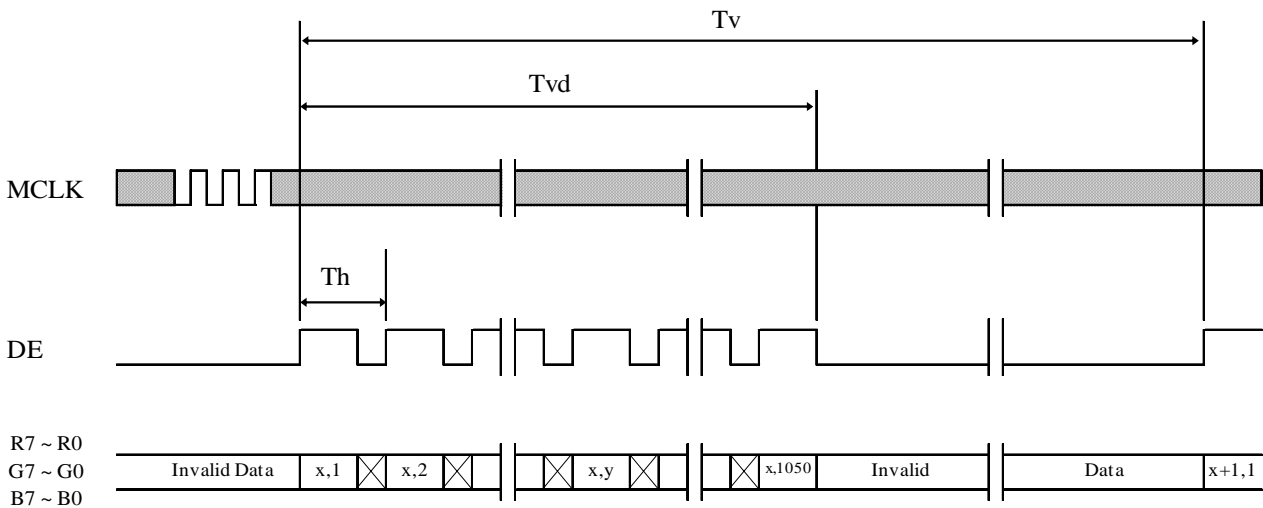 Tv
Tvd
MCLK
Th
DE
R7 ~ R0
G7 ~ G0
B7 ~ B0
Invalid Data
x,1
x,2
x,y
x,1050
Invalid
Data
x+1,1